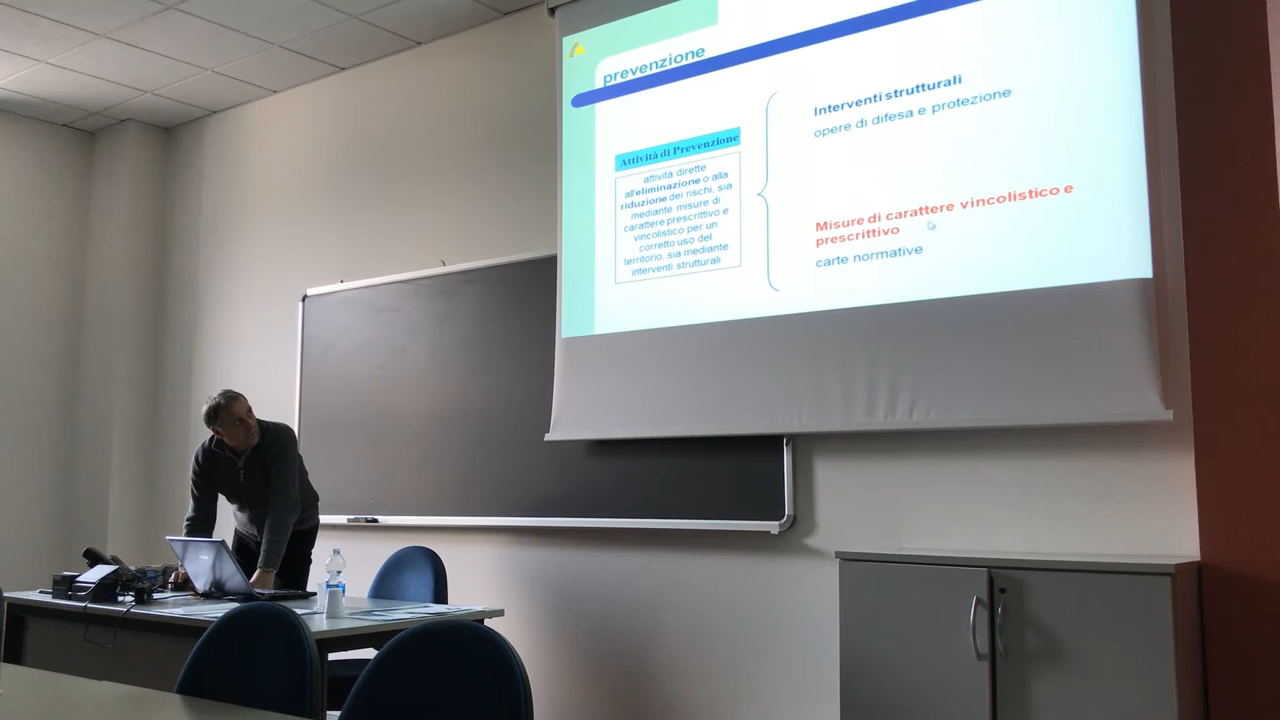 prevenzione
Attività di Prevenzione
attività dirette
all'eliminazione o alla
riduzione dei rischi, sia
mediante misure di
carattere prescrittivo e
vincolistico per un
corretto uso del
territorio, sia mediante
interventi strutturali
Interventi strutturali
opere di difesa e protezione
Misure di carattere vincolistico e
prescrittivo
carte normative